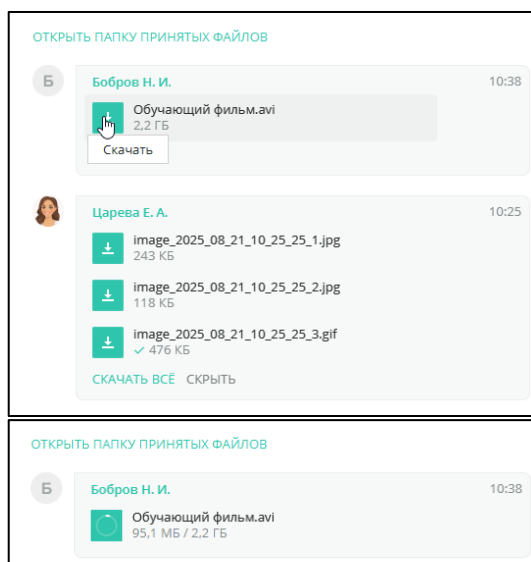 ОТКРЫТЬ ПАПКУ ПРИНЯТЫХ ФАЙЛОВ
Б
Бобров Н. И. 10:38
Обучающий фильм.avi
2,2 ГБ
Скачать
Царева Е. А. 10:25
image_2025_08_21_10_25_25_1.jpg
243 КБ
image_2025_08_21_10_25_25_2.jpg
118 КБ
image_2025_08_21_10_25_25_3.gif
✓ 476 КБ
СКАЧАТЬ ВСЁ СКРЫТЬ
ОТКРЫТЬ ПАПКУ ПРИНЯТЫХ ФАЙЛОВ
Б
Бобров Н. И. 10:38
Обучающий фильм.avi
95,1 МБ / 2,2 ГБ